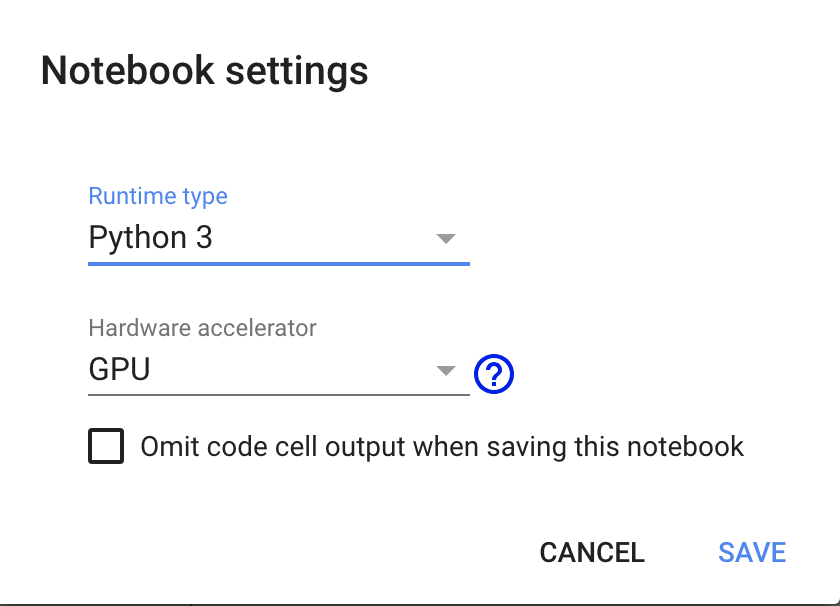 Notebook settings
Runtime type
Python 3
Hardware accelerator
GPU
?
Omit code cell output when saving this notebook
CANCEL SAVE